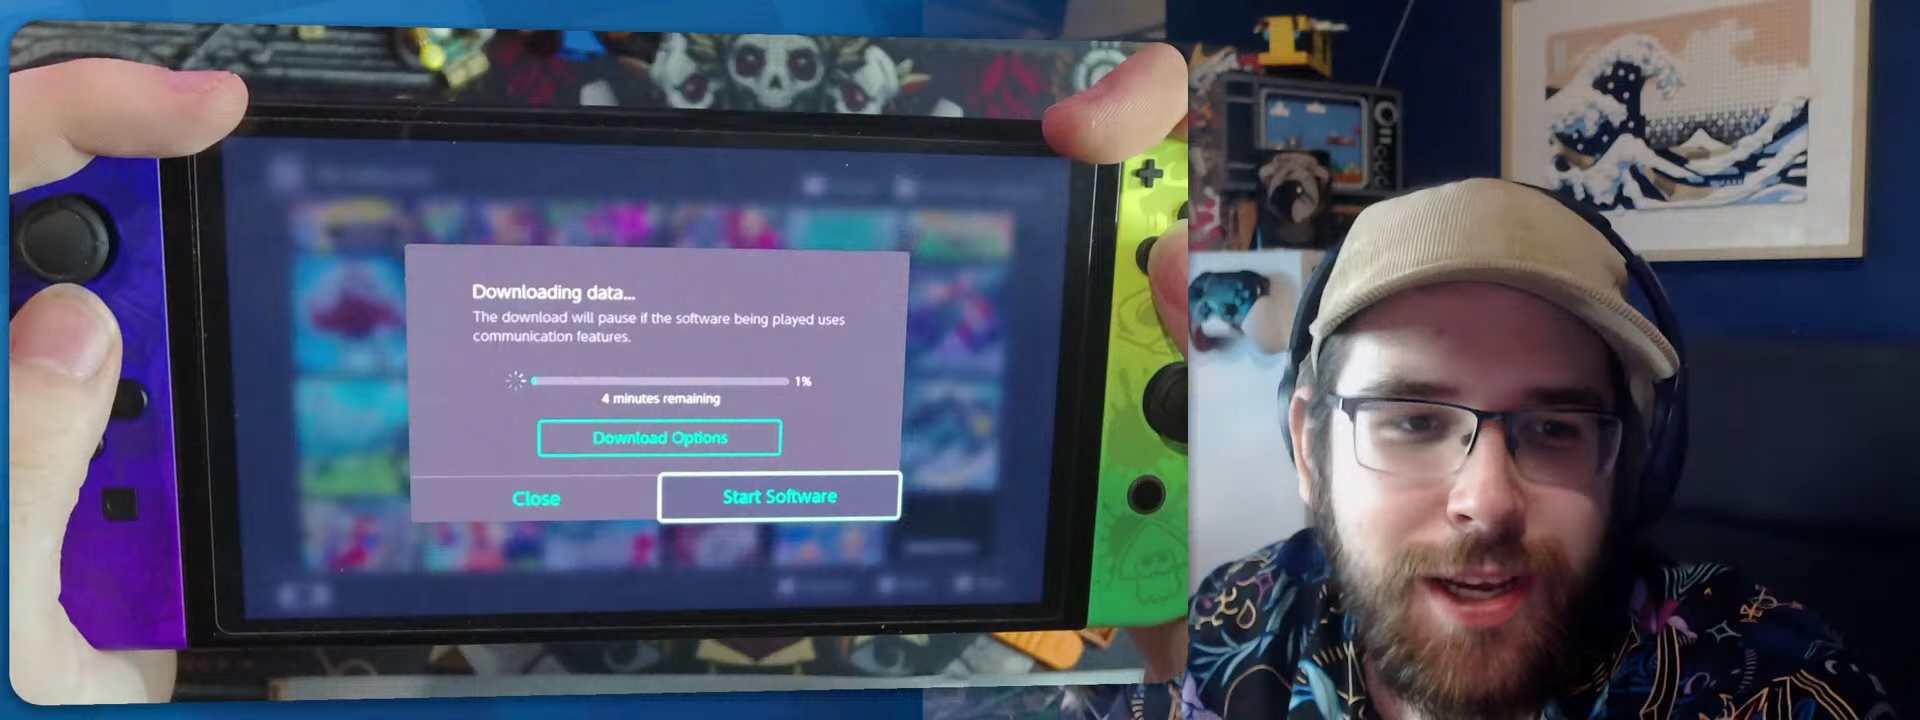 Downloading data...
The download will pause if the software being played uses
communication features.
1%
4 minutes remaining
Download Options
Close
Start Software